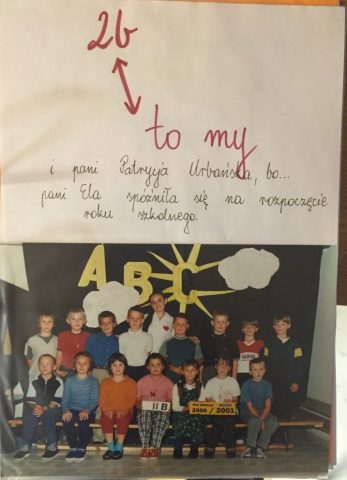 2b
to my
i pani Patrycja Urbańska, bo...
pani Ela spóźniła się na rozpoczęcie
roku szkolnego.
ABC
II B
2000 / 2001